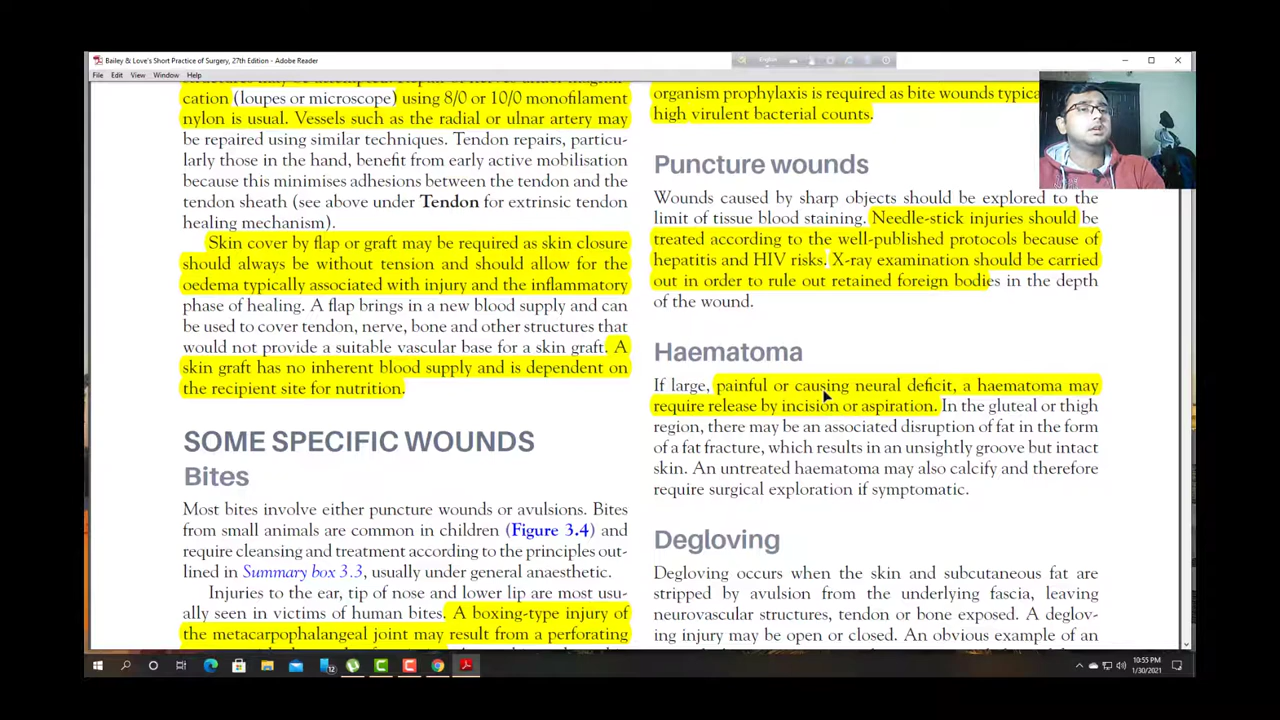 Bailey & Love's Short Practice of Surgery, 27th Edition - Adobe Reader
File Edit View Window Help
English
cation (loupes or microscope) using 8/0 or 10/0 monofilament
nylon is usual. Vessels such as the radial or ulnar artery may
be repaired using similar techniques. Tendon repairs, particu-
larly those in the hand, benefit from early active mobilisation
because this minimises adhesions between the tendon and the
tendon sheath (see above under Tendon for extrinsic tendon
healing mechanism).
Skin cover by flap or graft may be required as skin closure
should always be without tension and should allow for the
oedema typically associated with injury and the inflammatory
phase of healing. A flap brings in a new blood supply and can
be used to cover tendon, nerve, bone and other structures that
would not provide a suitable vascular base for a skin graft. A
skin graft has no inherent blood supply and is dependent on
the recipient site for nutrition.
SOME SPECIFIC WOUNDS
Bites
Most bites involve either puncture wounds or avulsions. Bites
from small animals are common in children (Figure 3.4) and
require cleansing and treatment according to the principles out-
lined in Summary box 3.3, usually under general anaesthetic.
Injuries to the ear, tip of nose and lower lip are most usu-
ally seen in victims of human bites. A boxing-type injury of
the metacarpophalangeal joint may result from a perforating
organism prophylaxis is required as bite wounds typica
high virulent bacterial counts.
Puncture wounds
Wounds caused by sharp objects should be explored to the
limit of tissue blood staining. Needle-stick injuries should be
treated according to the well-published protocols because of
hepatitis and HIV risks. X-ray examination should be carried
out in order to rule out retained foreign bodies in the depth
of the wound.
Haematoma
If large, painful or causing neural deficit, a haematoma may
require release by incision or aspiration. In the gluteal or thigh
region, there may be an associated disruption of fat in the form
of a fat fracture, which results in an unsightly groove but intact
skin. An untreated haematoma may also calcify and therefore
require surgical exploration if symptomatic.
Degloving
Degloving occurs when the skin and subcutaneous fat are
stripped by avulsion from the underlying fascia, leaving
neurovascular structures, tendon or bone exposed. A deglov-
ing injury may be open or closed. An obvious example of an
10:55 PM
1/30/2021